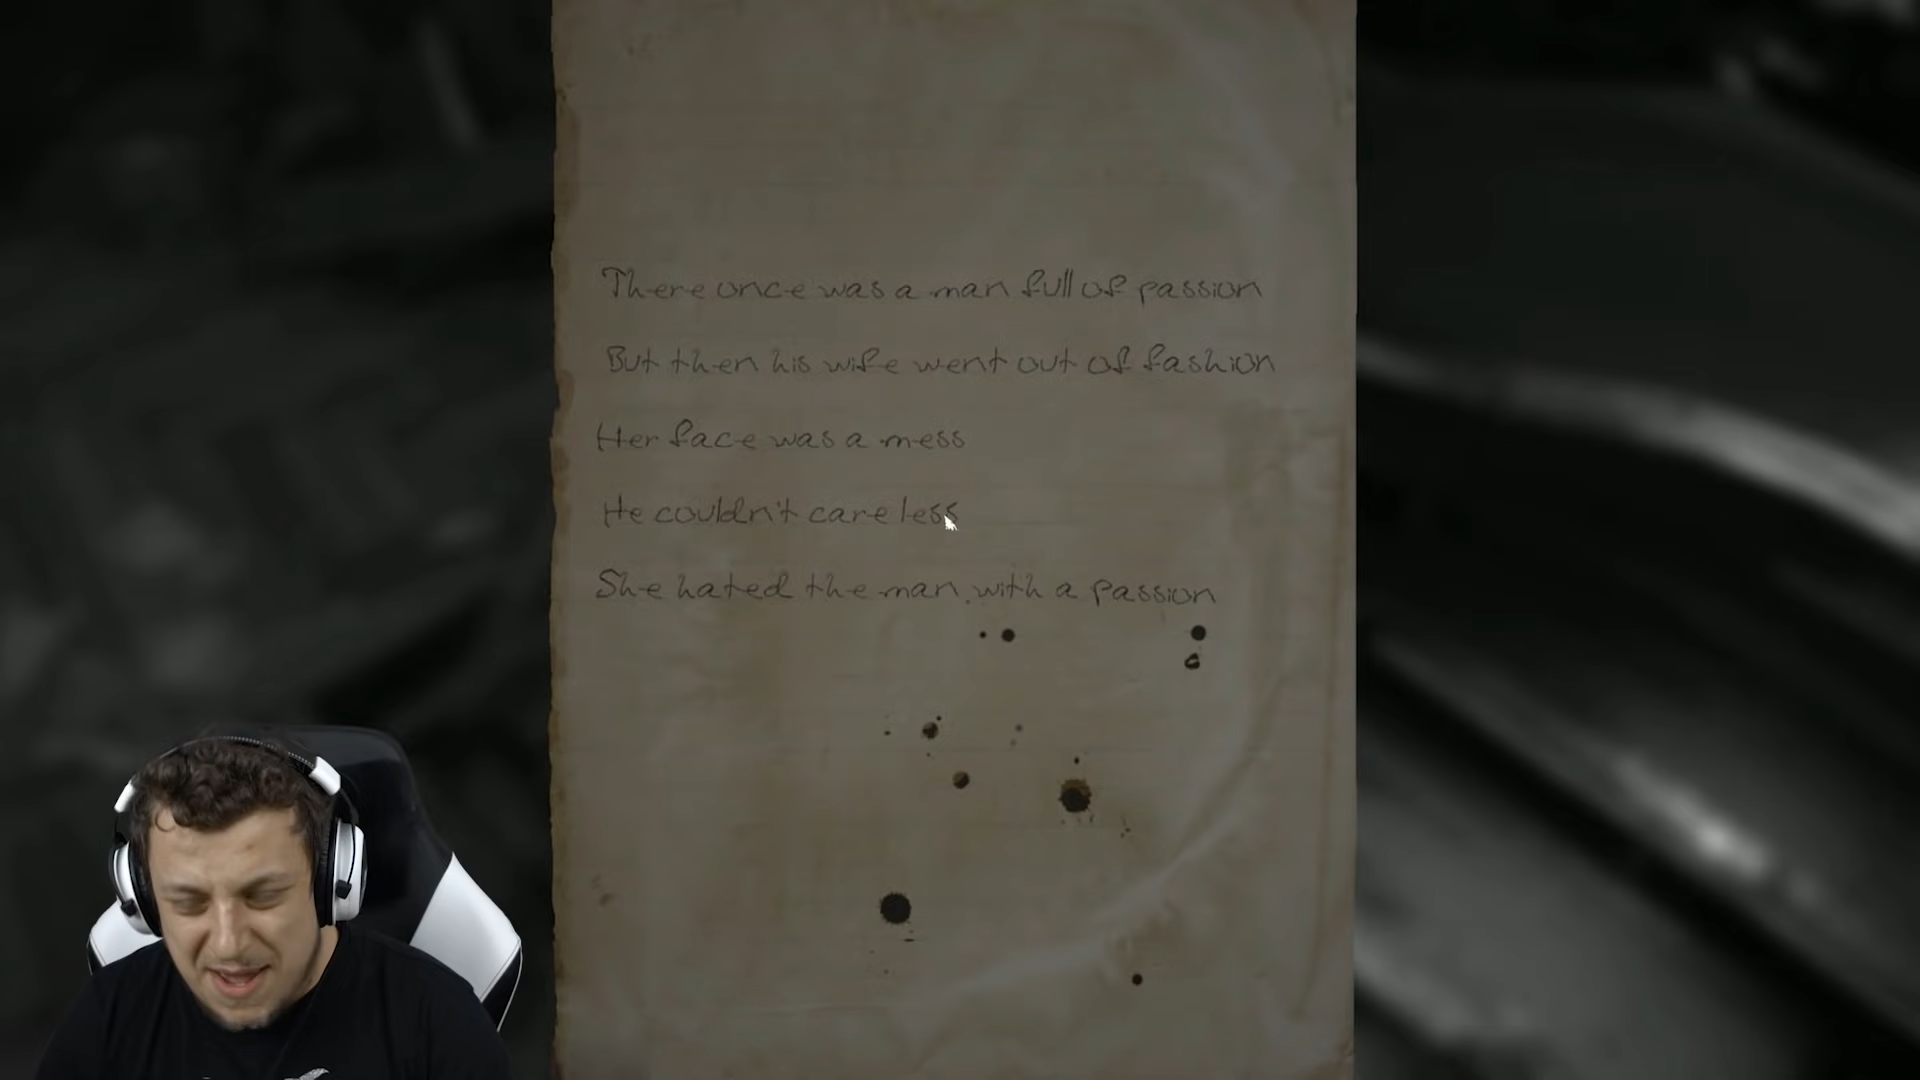 There once was a man full of passion
But then his wife went out of fashion
Her face was a mess
He couldn't care less
She hated the man. with a passion